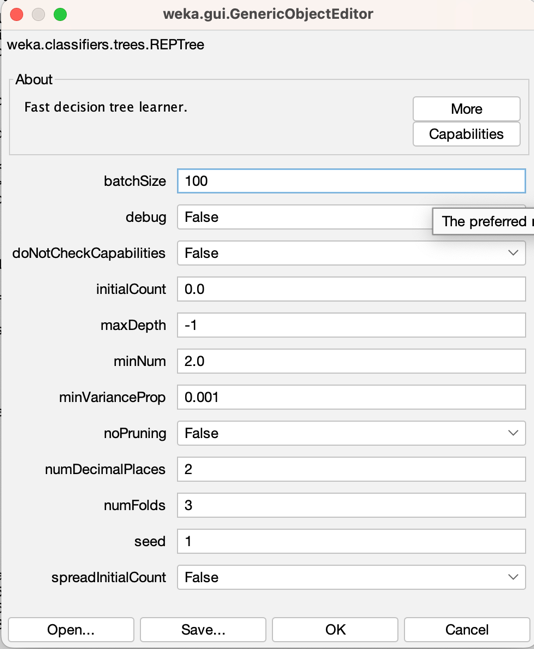 weka.gui.GenericObjectEditor
weka.classifiers.trees.REPTree
About
Fast decision tree learner.
More
Capabilities
batchSize 100
debug False
The preferred
doNotCheckCapabilities False
initialCount 0.0
maxDepth -1
minNum 2.0
minVarianceProp 0.001
noPruning False
numDecimalPlaces 2
numFolds 3
seed 1
spreadInitialCount False
Open... Save... OK Cancel